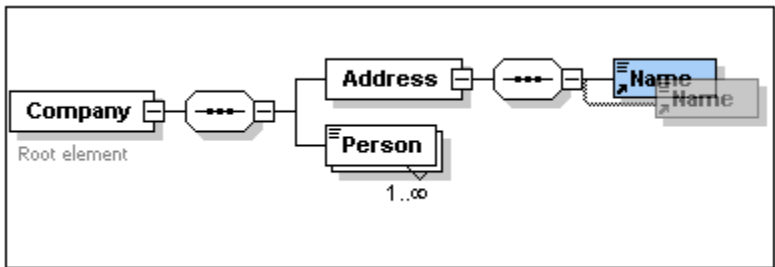 Address
Name
Name
Company
Root element
Person
1..∞